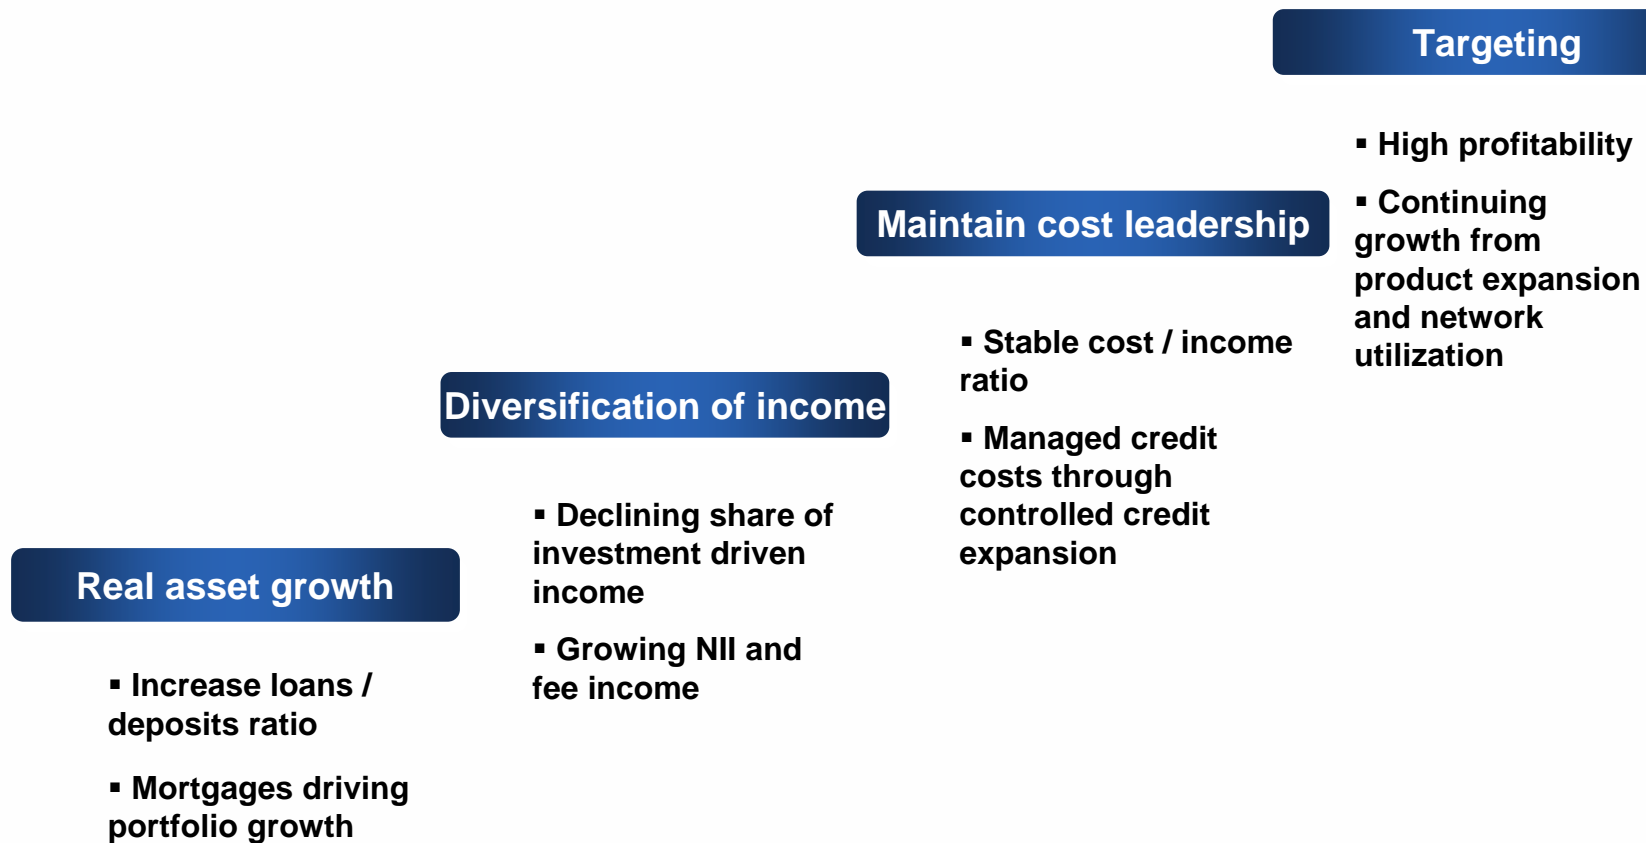 Targeting
▪ High profitability
▪ Continuing
growth from
product expansion
and network
utilization
Maintain cost leadership
▪ Stable cost / income
ratio
▪ Managed credit
costs through
controlled credit
expansion
Diversification of income
▪ Declining share of
investment driven
income
▪ Growing NII and
fee income
Real asset growth
▪ Increase loans /
deposits ratio
▪ Mortgages driving
portfolio growth